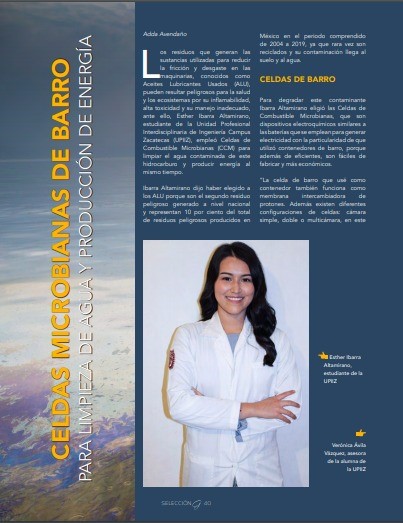 CELDAS MICROBIANAS DE BARRO
PARA LIMPIEZA DE AGUA Y PRODUCCIÓN DE ENERGÍA
Adda Avendaño
Los residuos que generan las
sustancias utilizadas para reducir
la fricción y desgaste en las
maquinarias, conocidos como
Aceites Lubricantes Usados (ALU),
pueden resultar peligrosos para la salud
y los ecosistemas por su inflamabilidad,
alta toxicidad y su manejo inadecuado,
ante ello, Esther Ibarra Altamirano,
estudiante de la Unidad Profesional
Interdisciplinaria de Ingeniería Campus
Zacatecas (UPIIZ), empleó Celdas de
Combustible Microbianas (CCM) para
limpiar el agua contaminada de este
hidrocarburo y producir energía al
mismo tiempo.
Ibarra Altamirano dijo haber elegido a
los ALU porque son el segundo residuo
peligroso generado a nivel nacional
y representan 10 por ciento del total
de residuos peligrosos producidos en
México en el periodo comprendido
de 2004 a 2019, ya que rara vez son
reciclados y su contaminación llega al
suelo y al agua.
CELDAS DE BARRO
Para degradar este contaminante
Ibarra Altamirano eligió las Celdas de
Combustible Microbianas, que son
dispositivos electroquímicos similares a
las baterías que se emplean para generar
electricidad con la particularidad de que
utilizó contenedores de barro, porque
además de eficientes, son fáciles de
fabricar y más económicos.
"La celda de barro que usé como
contenedor también funciona como
membrana intercambiadora de
protones. Además existen diferentes
configuraciones de celdas: cámara
simple, doble o multicámara, en este
Esther Ibarra
Altamirano,
estudiante de la
UPIIZ
Verónica Ávila
Vázquez, asesora
de la alumna de
la UPIIZ
SELECCIÓN G 40